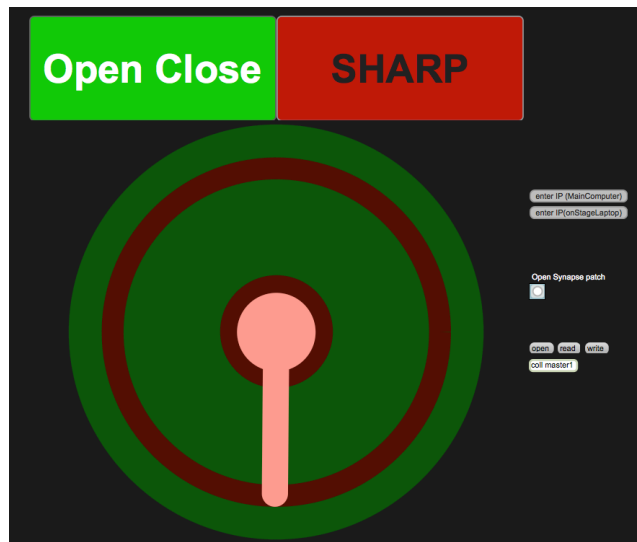 Open Close
SHARP
enter IP (MainComputer)
enter IP(onStageLaptop)
Open Synapse patch
open
read
write
coll master1